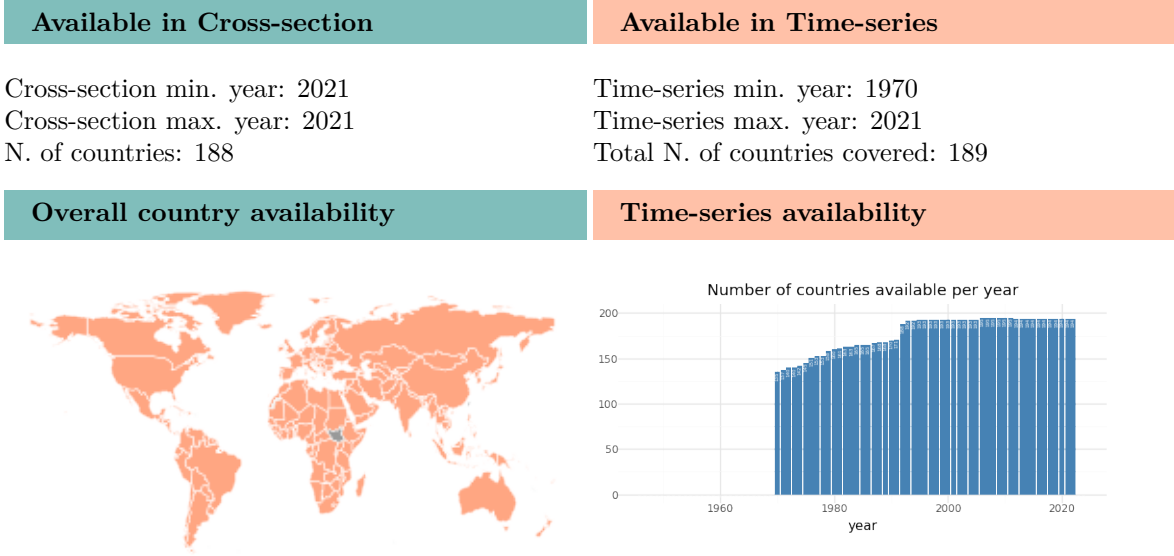 Available in Cross-section
Available in Time-series
Cross-section min. year: 2021
Cross-section max. year: 2021
N. of countries: 188
Time-series min. year: 1970
Time-series max. year: 2021
Total N. of countries covered: 189
Overall country availability
Time-series availability
Number of countries available per year
200
150
100
50
0
1960
1980
2000
2020
year